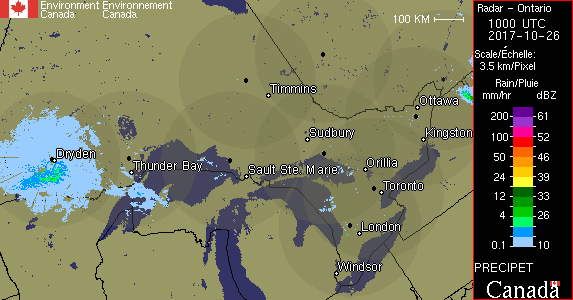 Environment Environnement
Canada Canada
100 KM
Timmins
Ottawa
Sudbury
Kingston
Dryden
Thunder Bay
Sault Ste. Marie
Orillia
Toronto
London
Windsor
Radar - Ontario
1000 UTC
2017-10-26
Scale/Échelle:
3.5 km/Pixel
Rain/Pluie
mm/hr dBZ
200 61
100 52
50 46
24 39
12 33
4 26
0.1 10
PRECIPET
Canada